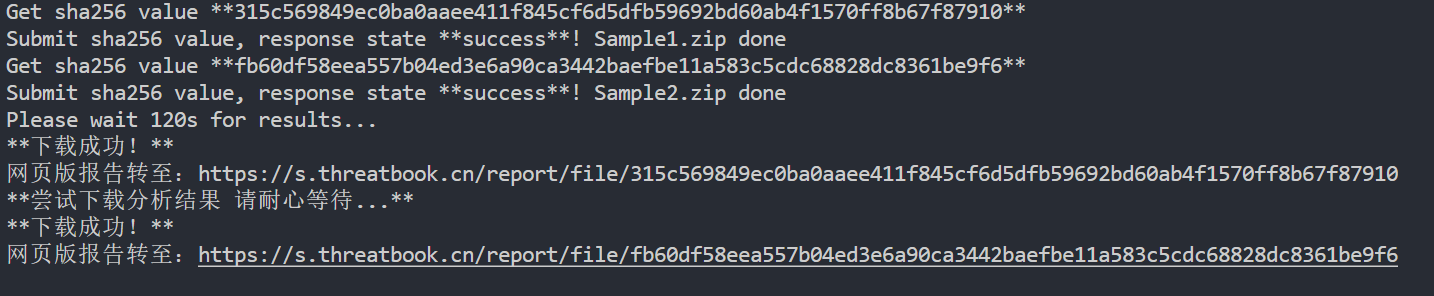 Get sha256 value **315c569849ec0ba0aaee411f845cf6d5dfb59692bd60ab4f1570ff8b67f87910**
Submit sha256 value, response state **success**! Sample1.zip done
Get sha256 value **fb60df58eea557b04ed3e6a90ca3442baefbe11a583c5cdc68828dc8361be9f6**
Submit sha256 value, response state **success**! Sample2.zip done
Please wait 120s for results...
**下载成功！**
网页版报告转至：https://s.threatbook.cn/report/file/315c569849ec0ba0aaee411f845cf6d5dfb59692bd60ab4f1570ff8b67f87910
**尝试下载分析结果 请耐心等待...**
**下载成功！**
网页版报告转至：https://s.threatbook.cn/report/file/fb60df58eea557b04ed3e6a90ca3442baefbe11a583c5cdc68828dc8361be9f6